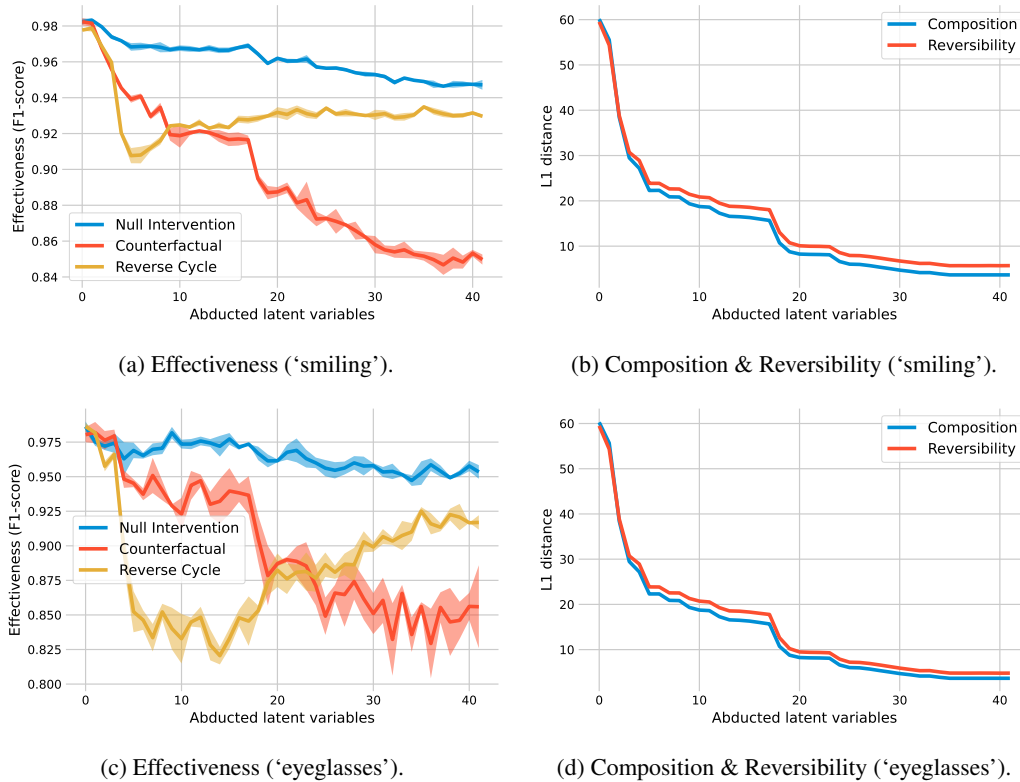 0.98
0.96
0.94
0.92
0.90
0.88
0.86
0.84
Effectiveness (F1-score)
Null Intervention
Counterfactual
Reverse Cycle
0 10 20 30 40
Abducted latent variables
(a) Effectiveness (‘smiling’).
60
50
40
30
20
10
L1 distance
Composition
Reversibility
0 10 20 30 40
Abducted latent variables
(b) Composition & Reversibility (‘smiling’).
0.975
0.950
0.925
0.900
0.875
0.850
0.825
0.800
Effectiveness (F1-score)
Null Intervention
Counterfactual
Reverse Cycle
0 10 20 30 40
Abducted latent variables
(c) Effectiveness (‘eyeglasses’).
60
50
40
30
20
10
L1 distance
Composition
Reversibility
0 10 20 30 40
Abducted latent variables
(d) Composition & Reversibility (‘eyeglasses’).